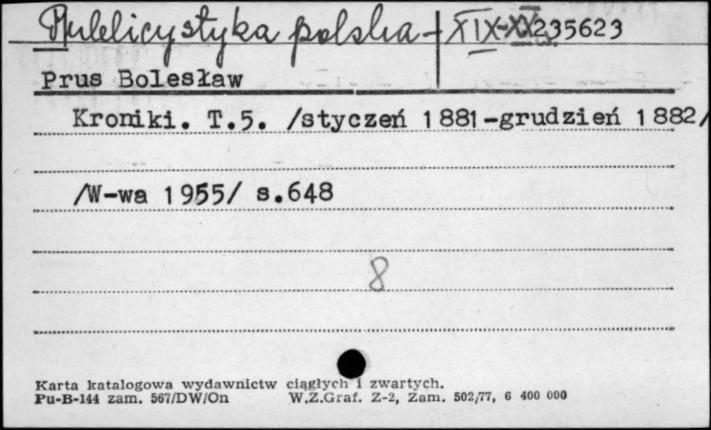 Publicystyka polska - XIX-XX w. 235623
Prus Bolesław
Kroniki. T.5. /styczeń 1881-grudzień 1882/
/W-wa 1955/ s.648
8
Karta katalogowa wydawnictw ciągłych i zwartych.
Pu-B-144 zam. 567/DW/On W.Z.Graf. Z-2, Zam. 502/77, 6 400 000